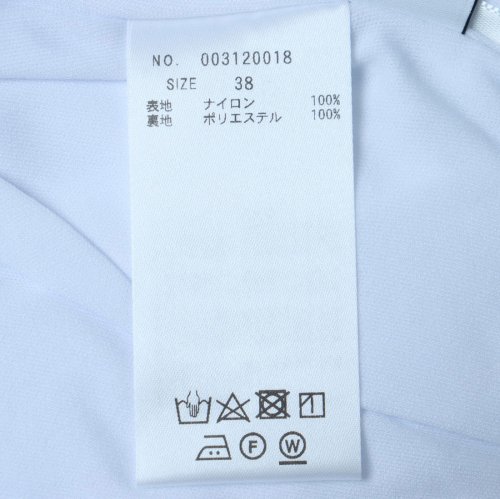 NO. 003120018
SIZE 38
表地 ナイロン 100%
裏地 ポリエステル 100%
F W